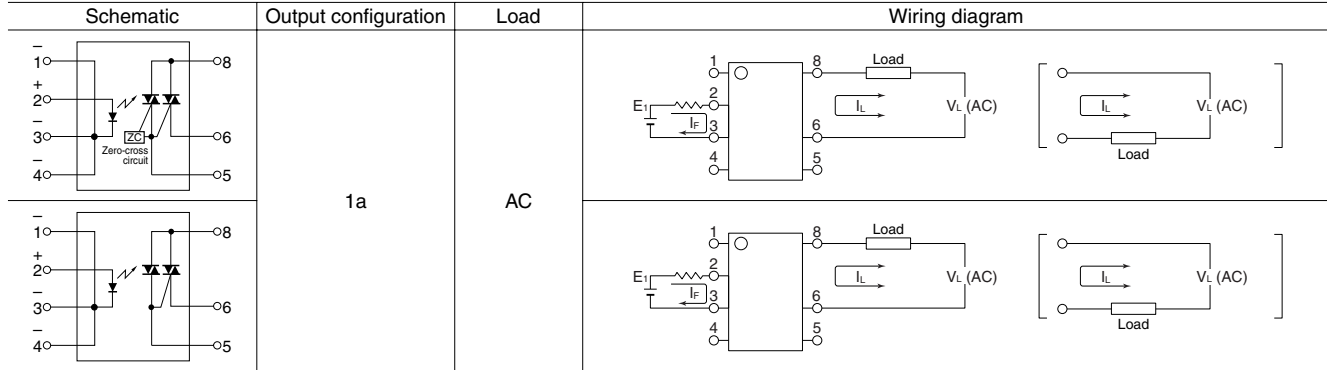 Schematic Output configuration Load Wiring diagram
–
1 8
+
2
–
3 ZC 6
Zero-cross
circuit
–
4 5
1a
AC
1 8 Load
2
E1 IF IL VL (AC)
3 6
4 5
IL VL (AC)
Load
–
1 8
+
2
–
3 6
–
4 5
1 8 Load
2
E1 IF IL VL (AC)
3 6
4 5
IL VL (AC)
Load